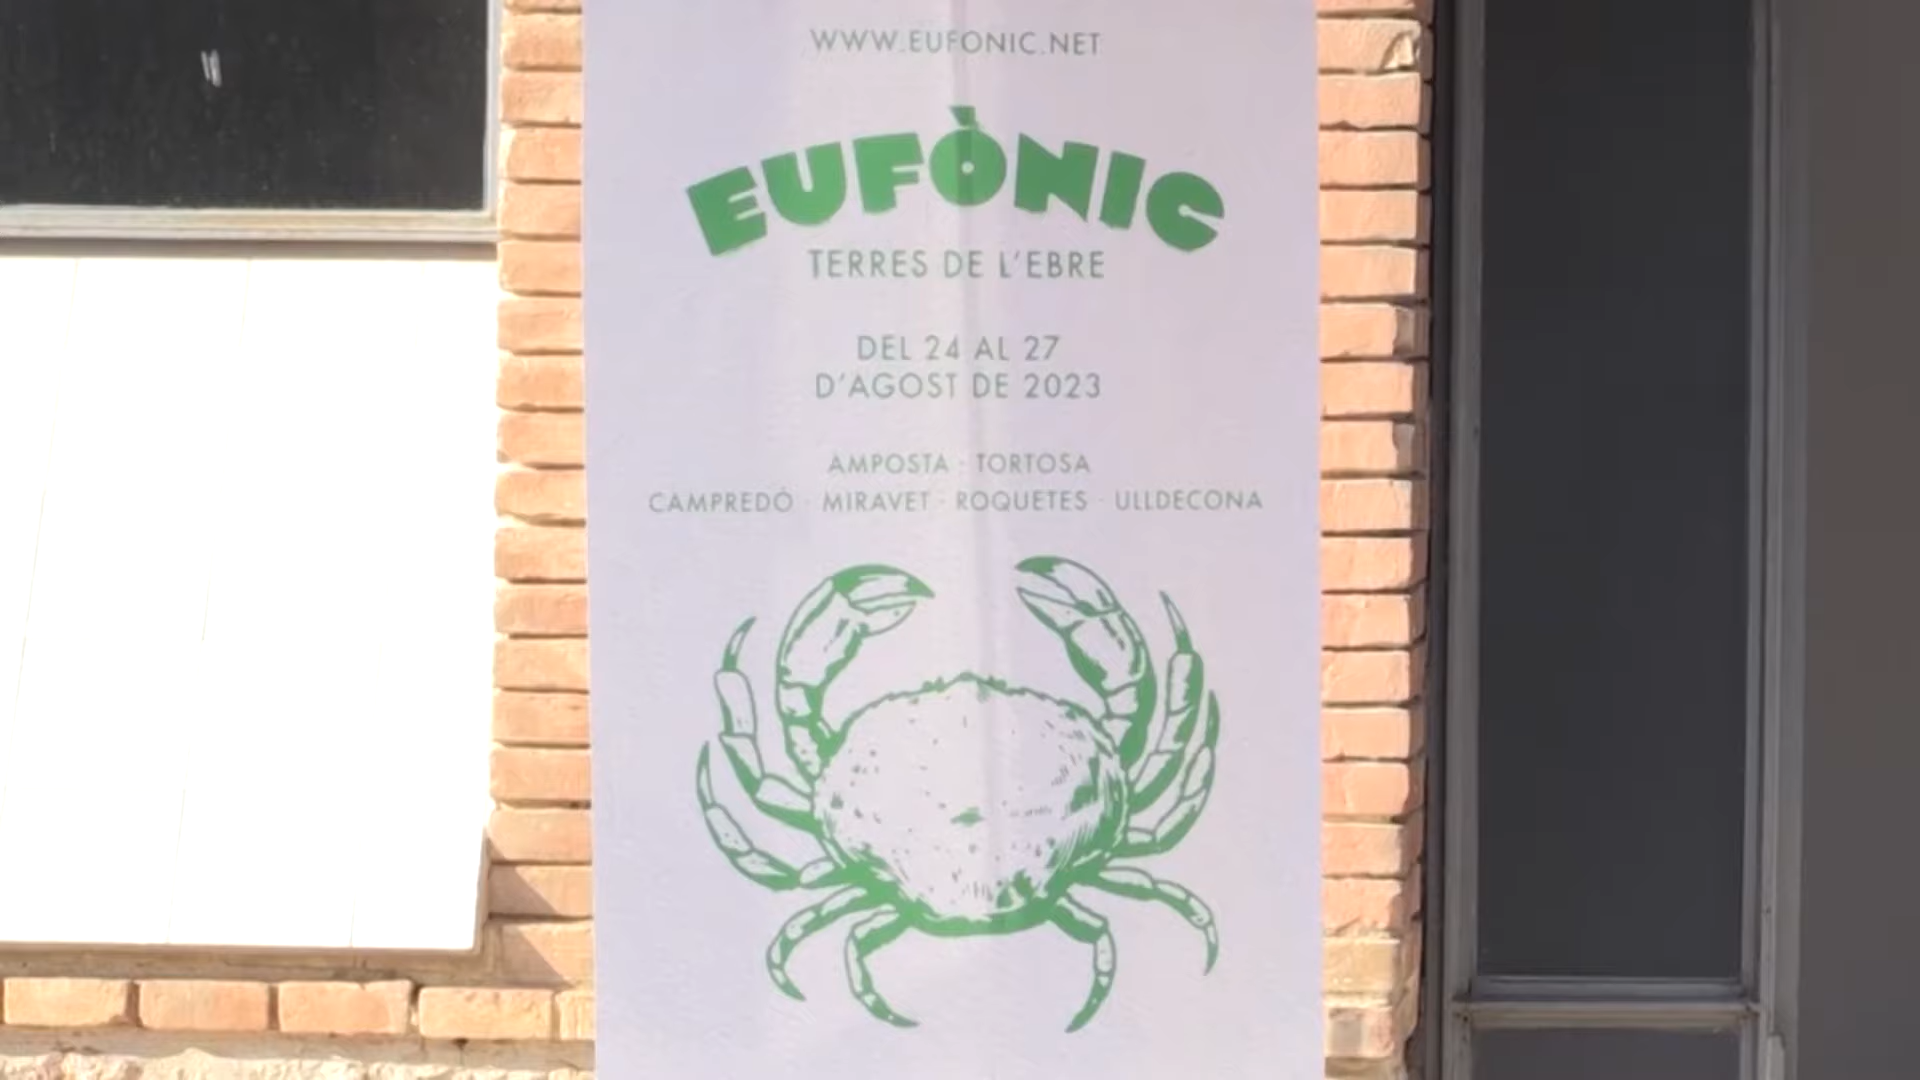 WWW.EUFONIC.NET
EUFÒNIC
TERRES DE L'EBRE
DEL 24 AL 27
D'AGOST DE 2023
AMPOSTA · TORTOSA
CAMPREDÓ · MIRAVET · ROQUETES · ULLDECONA